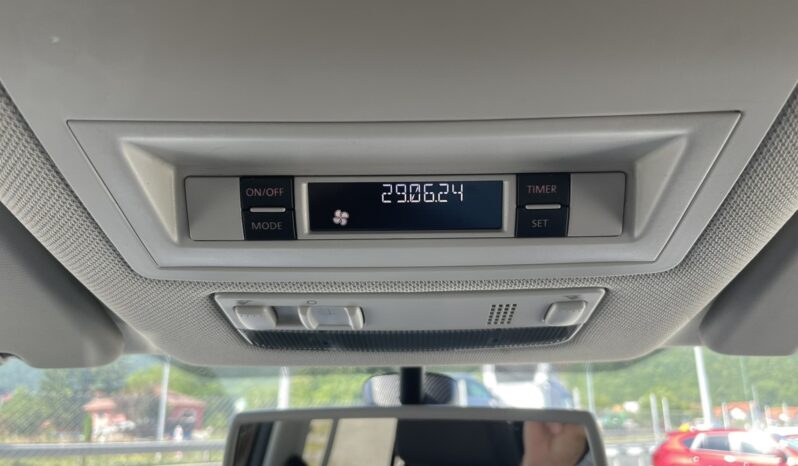 29.06.24
ON/OFF
TIMER
MODE
SET